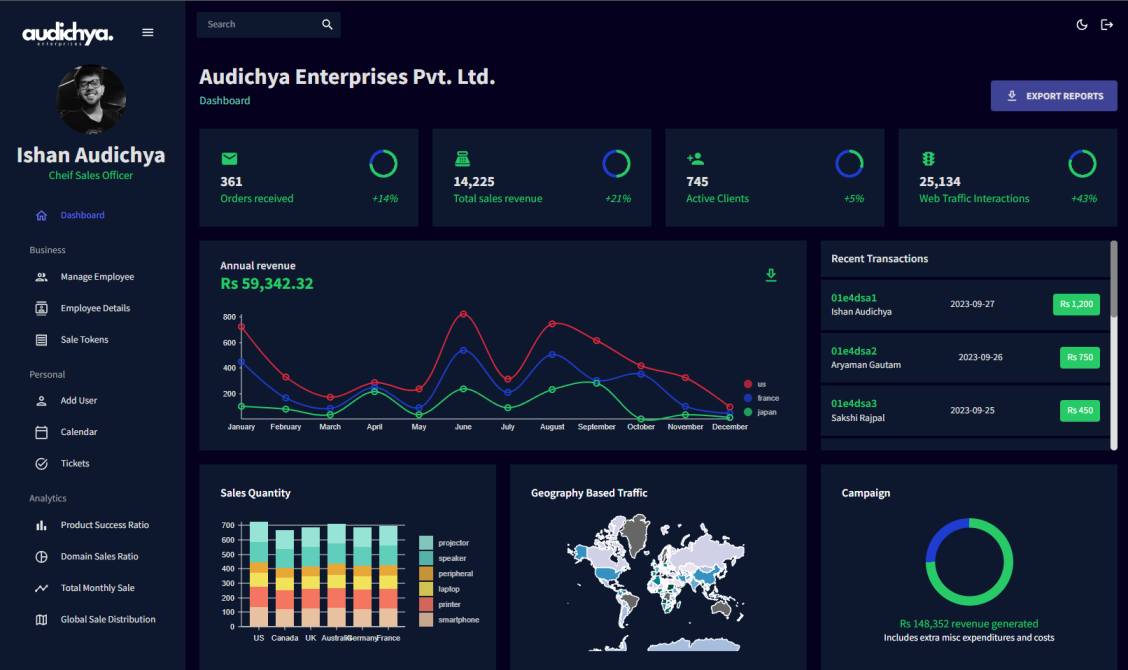 audichya.
enterprises
Search
Ishan Audichya
Cheif Sales Officer
Dashboard
Business
Manage Employee
Employee Details
Sale Tokens
Personal
Add User
Calendar
Tickets
Analytics
Product Success Ratio
Domain Sales Ratio
Total Monthly Sale
Global Sale Distribution
Audichya Enterprises Pvt. Ltd.
Dashboard
EXPORT REPORTS
361
Orders received
+14%
14,225
Total sales revenue
+21%
745
Active Clients
+5%
25,134
Web Traffic Interactions
+43%
Annual revenue
Rs 59,342.32
800
600
400
200
January February March April May June July August September October November December
us
france
japan
Recent Transactions
01e4dsa1
Ishan Audichya
2023-09-27
Rs 1,200
01e4dsa2
Aryaman Gautam
2023-09-26
Rs 750
01e4dsa3
Sakshi Rajpal
2023-09-25
Rs 450
Sales Quantity
700
600
500
400
300
200
100
0
US Canada UK Australia Germany France
projector
speaker
peripheral
laptop
printer
smartphone
Geography Based Traffic
Campaign
Rs 148,352 revenue generated
Includes extra misc expenditures and costs